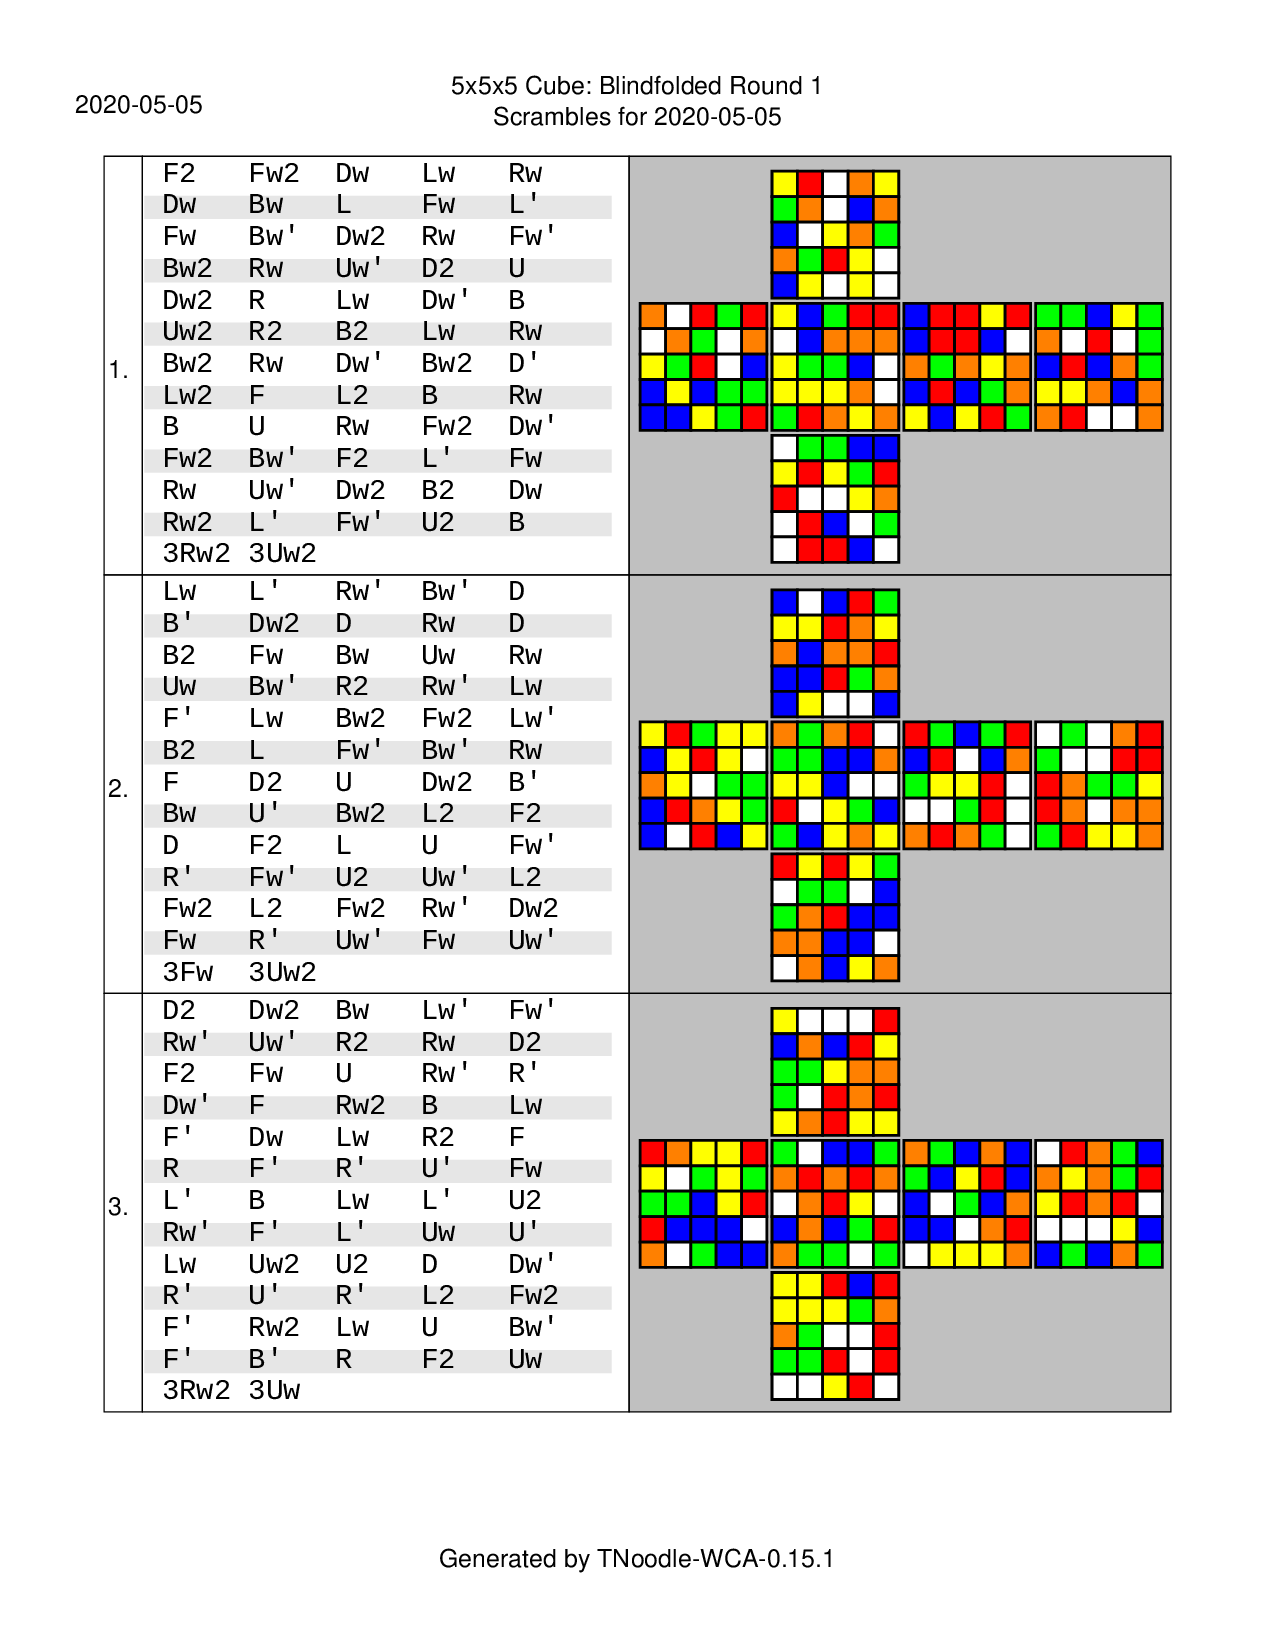 5x5x5 Cube: Blindfolded Round 1
2020-05-05
Scrambles for 2020-05-05
1.
F2 Fw2 Dw Lw Rw
Dw Bw L Fw L'
Fw Bw' Dw2 Rw Fw'
Bw2 Rw Uw' D2 U
Dw2 R Lw Dw' B
Uw2 R2 B2 Lw Rw
Bw2 Rw Dw' Bw2 D'
Lw2 F L2 B Rw
B U Rw Fw2 Dw'
Fw2 Bw' F2 L' Fw
Rw Uw' Dw2 B2 Dw
Rw2 L' Fw' U2 B
3Rw2 3Uw2
2.
Lw L' Rw' Bw' D
B' Dw2 D Rw D
B2 Fw Bw Uw Rw
Uw Bw' R2 Rw' Lw
F' Lw Bw2 Fw2 Lw'
B2 L Fw' Bw' Rw
F D2 U Dw2 B'
Bw U' Bw2 L2 F2
D F2 L U Fw'
R' Fw' U2 Uw' L2
Fw2 L2 Fw2 Rw' Dw2
Fw R' Uw' Fw Uw'
3Fw 3Uw2
3.
D2 Dw2 Bw Lw' Fw'
Rw' Uw' R2 Rw D2
F2 Fw U Rw' R'
Dw' F Rw2 B Lw
F' Dw Lw R2 F
R F' R' U' Fw
L' B Lw L' U2
Rw' F' L' Uw U'
Lw Uw2 U2 D Dw'
R' U' R' L2 Fw2
F' Rw2 Lw U Bw'
F' B' R F2 Uw
3Rw2 3Uw
Generated by TNoodle-WCA-0.15.1